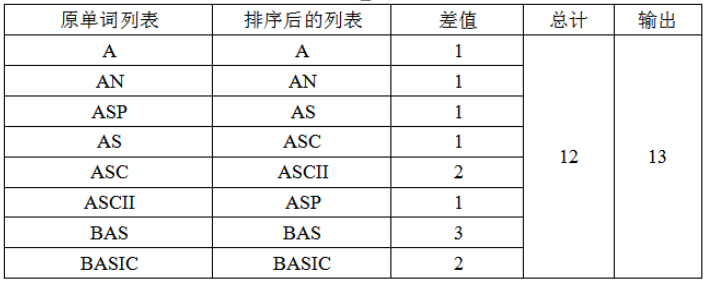 原单词列表 排序后的列表 差值 总计 输出
A A 1
AN AN 1
ASP AS 1
AS ASC 1
12 13
ASC ASCII 2
ASCII ASP 1
BAS BAS 3
BASIC BASIC 2